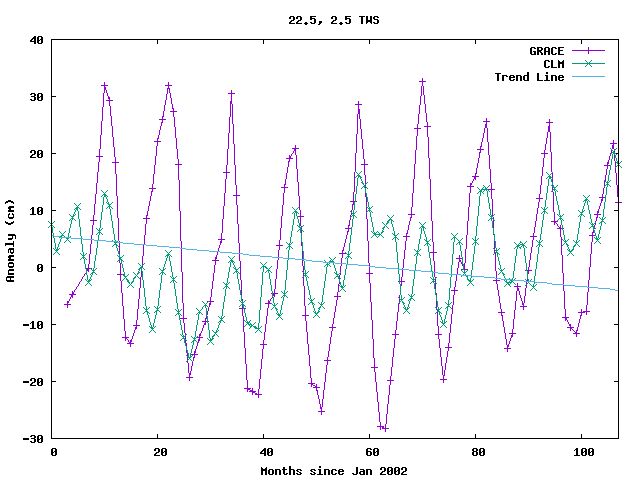 22.5, 2.5 TWS
GRACE
CLM
Trend Line
Anomaly (cm)
40
30
20
10
0
-10
-20
-30
0 20 40 60 80 100
Months since Jan 2002